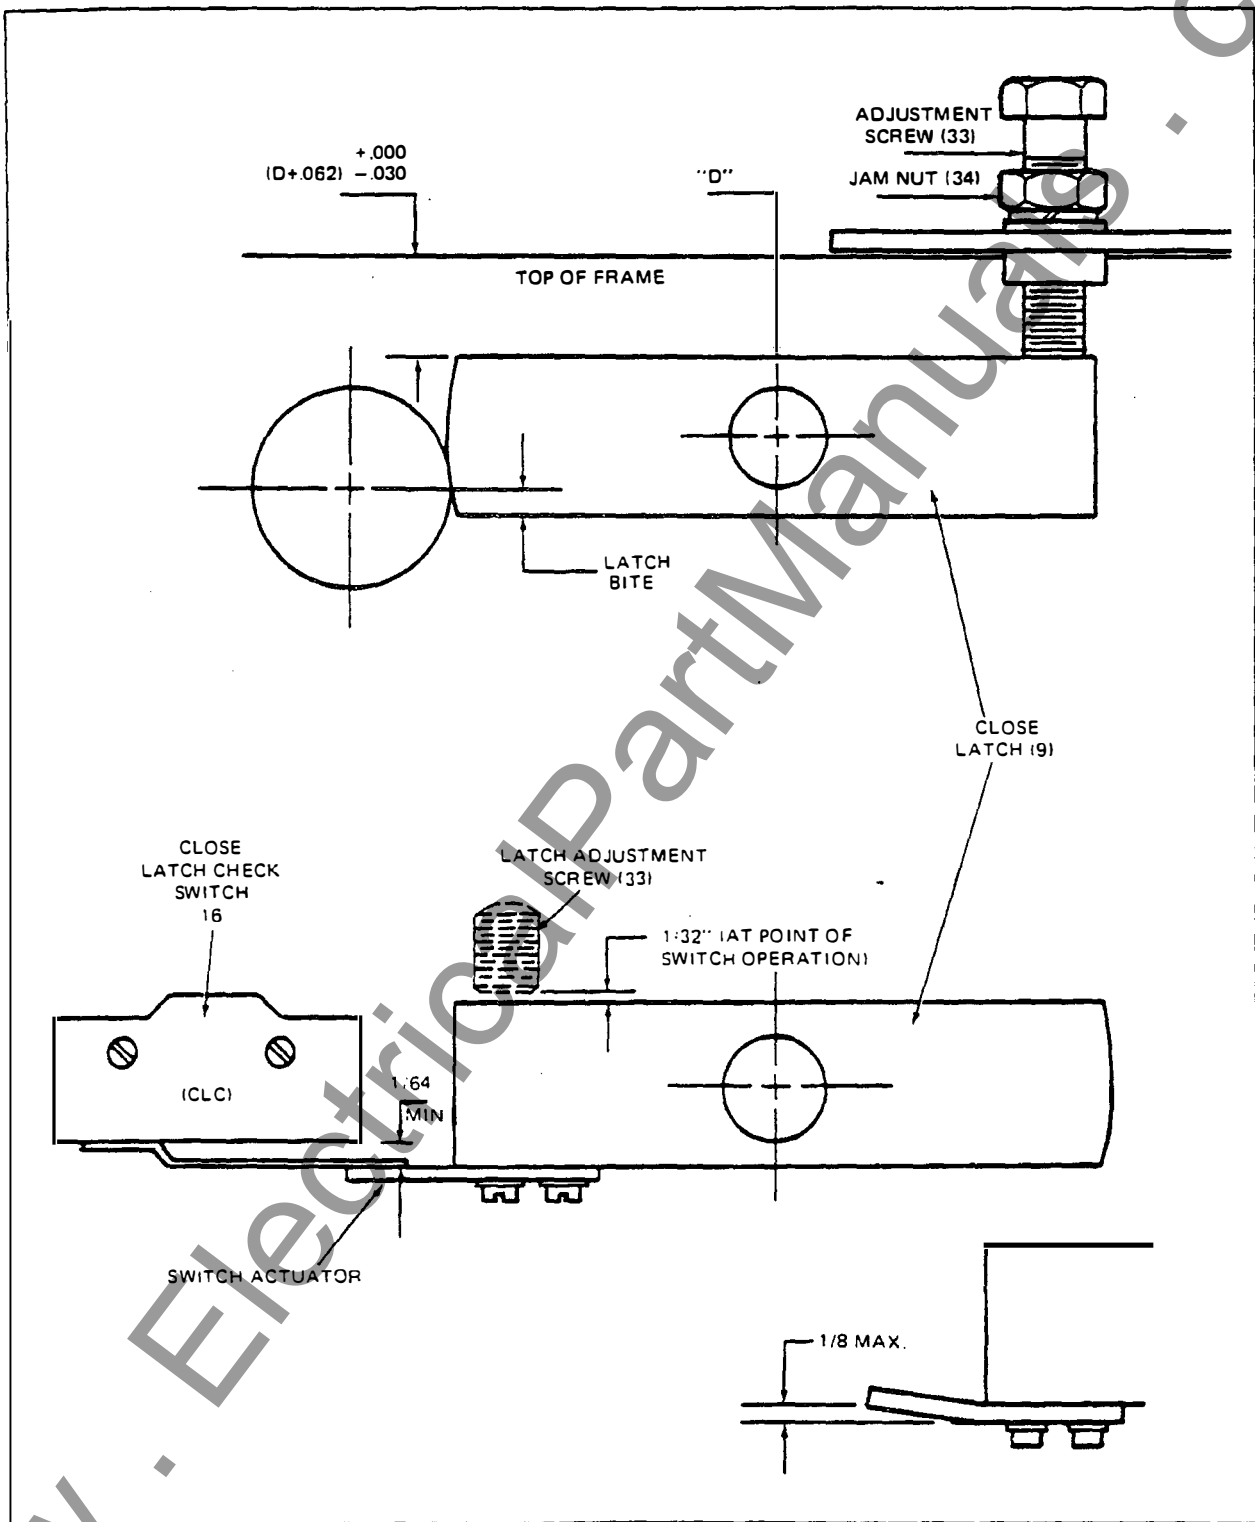 ADJUSTMENT
SCREW (33)
+.000
(D+.062) -.030
"D"
JAM NUT (34)
TOP OF FRAME
LATCH
BITE
CLOSE
LATCH (9)
CLOSE
LATCH CHECK
SWITCH
16
LATCH ADJUSTMENT
SCREW (33)
1/32" (AT POINT OF
SWITCH OPERATION)
(CLC)
1/64
MIN
SWITCH ACTUATOR
1/8 MAX.
w . ElectricalPartManuals . c